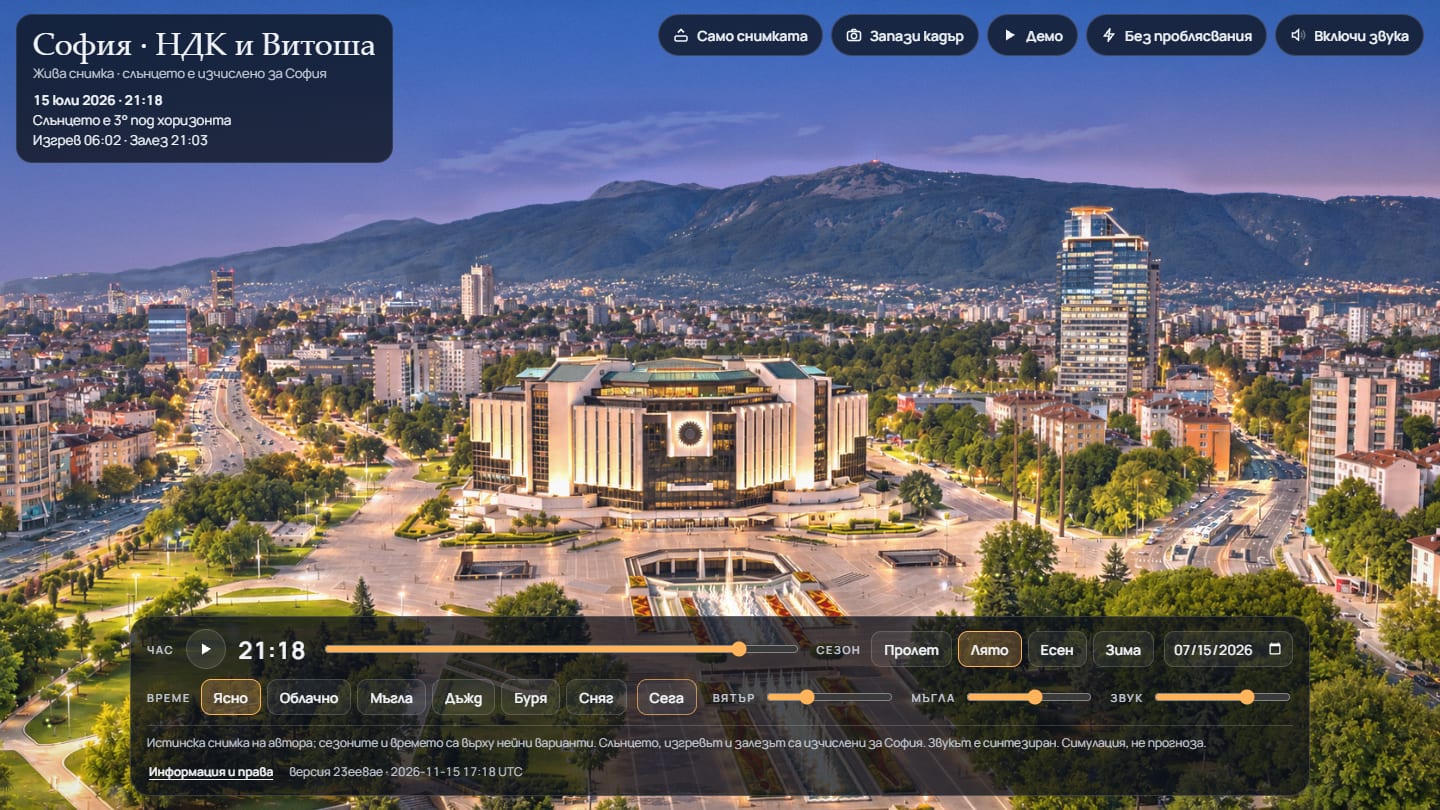 София · НДК и Витоша
Жива снимка · слънцето е изчислено за София
15 юли 2026 · 21:18
Слънцето е 3° под хоризонта
Изгрев 06:02 · Залез 21:03
Само снимката
Запази кадър
Демо
Без проблясвания
Включи звука
ЧАС
21:18
СЕЗОН
Пролет
Лято
Есен
Зима
07/15/2026
ВРЕМЕ
Ясно
Облачно
Мъгла
Дъжд
Буря
Сняг
Сега
ВЯТЪР
МЪГЛА
ЗВУК
Истинска снимка на автора; сезоните и времето са върху нейни варианти. Слънцето, изгревът и залезът са изчислени за София. Звукът е синтезиран. Симулация, не прогноза.
Информация и права
версия 23ee8ae · 2026-11-15 17:18 UTC